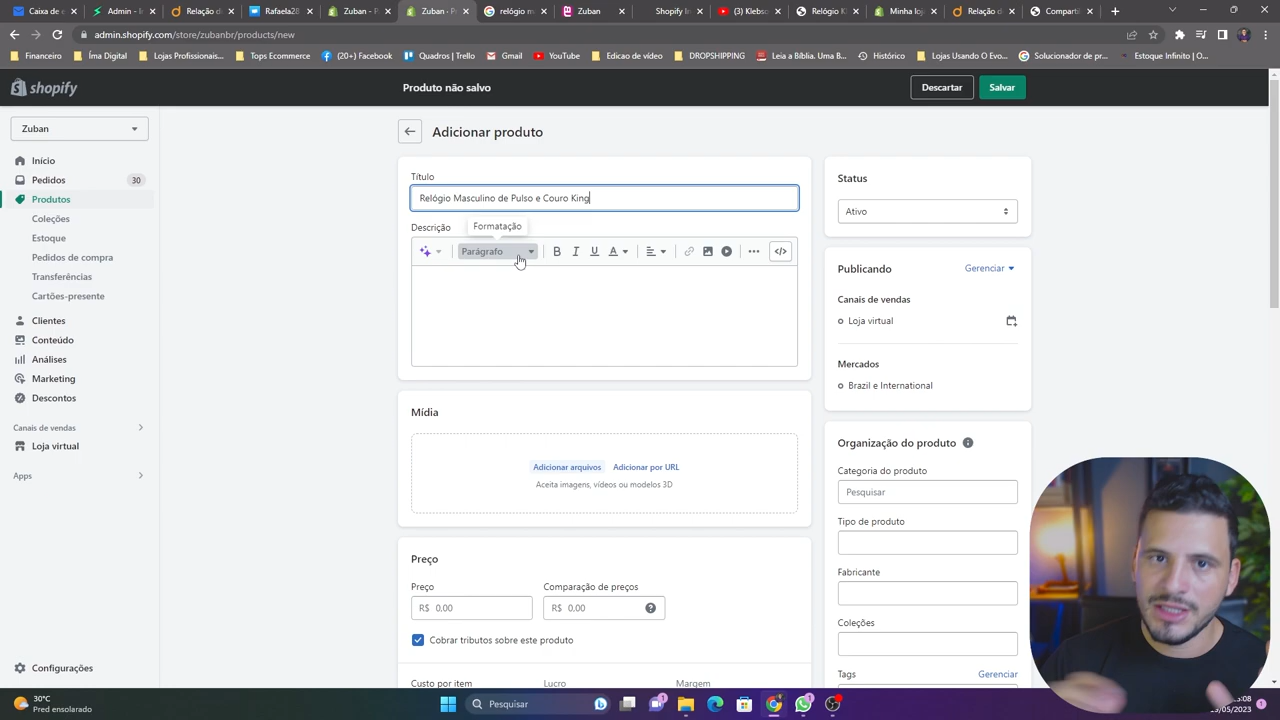 Caixa de e
Relação do
Rafaela28
Zuban - P
Zuban · Po
relógio m
Zuban
Shopify li
(3) Klebso
Relógio K
Minha loj
Relação d
Compartil
admin.shopify.com/store/zubanbr/products/new
Financeiro
Íma Digital
Lojas Profissionais...
Tops Ecommerce
(20+) Facebook
Quadros | Trello
Gmail
YouTube
Edicao de vídeo
DROPSHIPPING
Leia a Bíblia. Uma B...
Histórico
Lojas Usando O Evo...
Solucionador de pr...
Estoque Infinito | O...
shopify
Produto não salvo
Descartar
Salvar
Zuban
Início
Pedidos
30
Produtos
Coleções
Estoque
Pedidos de compra
Transferências
Cartões-presente
Clientes
Conteúdo
Análises
Marketing
Descontos
Canais de vendas
Loja virtual
Apps
Configurações
Adicionar produto
Título
Relógio Masculino de Pulso e Couro King
Formatação
Descrição
Parágrafo
B I U A
</>
Mídia
Adicionar arquivos
Adicionar por URL
Aceita imagens, vídeos ou modelos 3D
Preço
Preço
Comparação de preços
R$ 0,00
R$ 0,00
Cobrar tributos sobre este produto
Custo por item
Lucro
Margem
Status
Ativo
Publicando
Gerenciar
Canais de vendas
Loja virtual
Mercados
Brazil e International
Organização do produto
Categoria do produto
Pesquisar
Tipo de produto
Fabricante
Coleções
Tags
Gerenciar
30°C
Pred ensolarado
Pesquisar
/05/2023